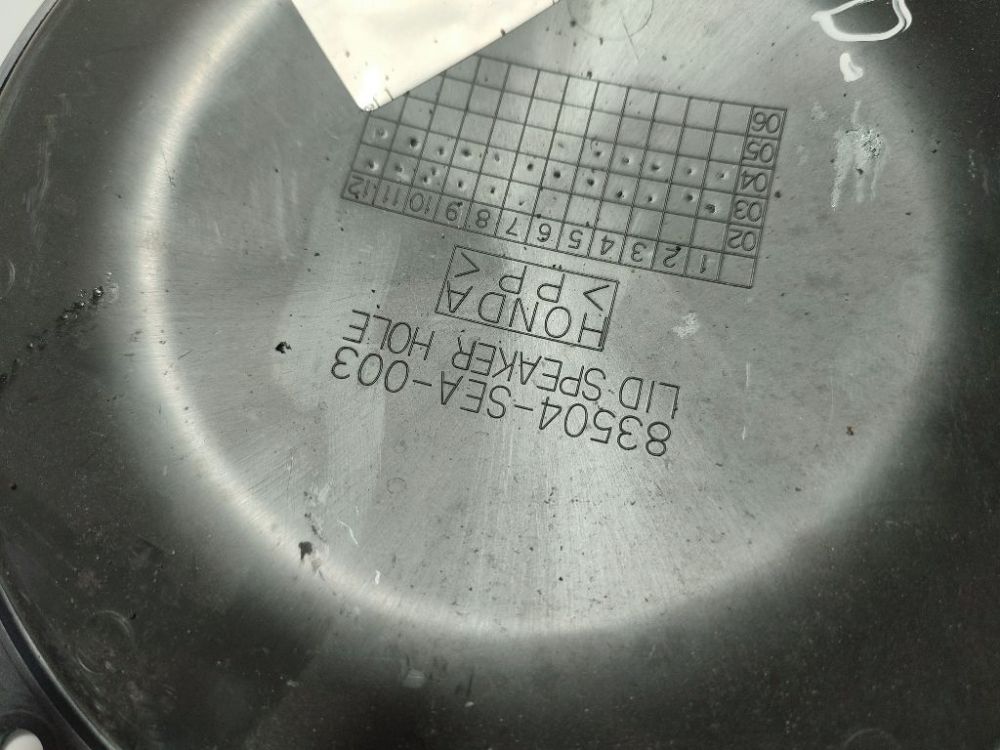 83504-SEA-003
LID SPEAKER HOLE
HONDA
> PP <
1 2 3 4 5 6 7 8 9 10 11 12
02
03
04
05
06